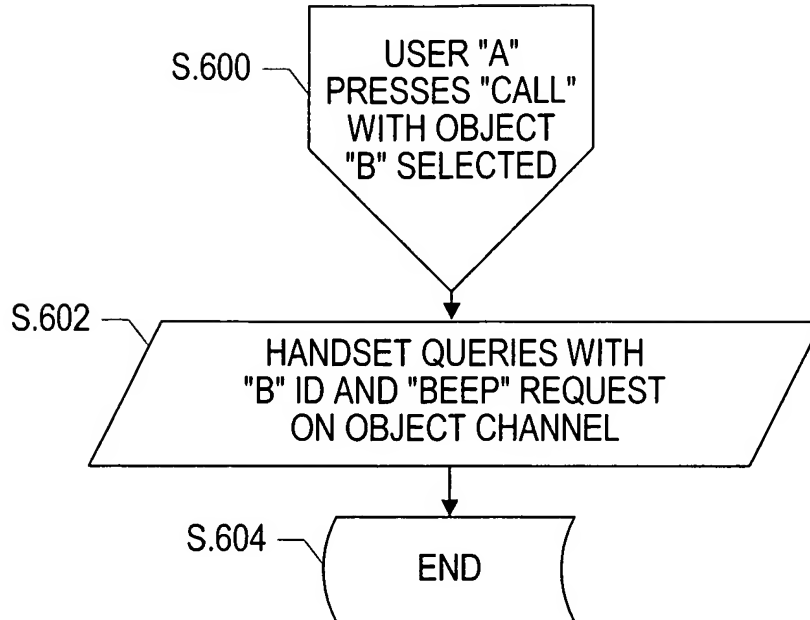 S.600
USER "A"
PRESSES "CALL"
WITH OBJECT
"B" SELECTED
S.602
HANDSET QUERIES WITH
"B" ID AND "BEEP" REQUEST
ON OBJECT CHANNEL
S.604
END